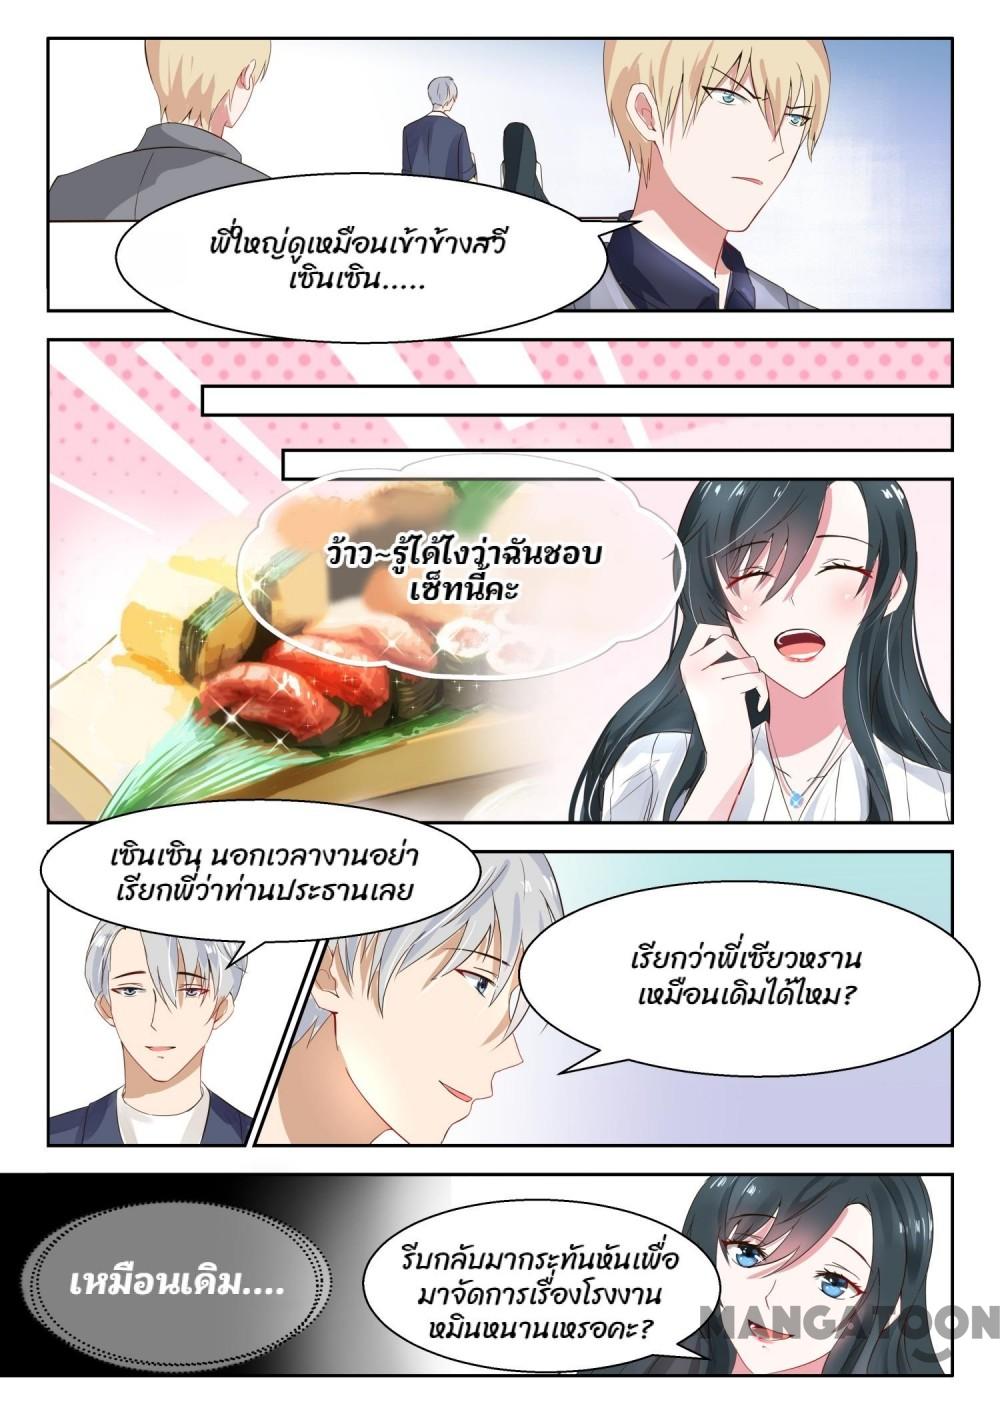 พี่ใหญ่ดูเหมือนเข้าข้างสวี
เซินเซิน.....
ว้าว~รู้ได้ไงว่าฉันชอบ
เซ็ทนี้คะ
เซินเซิน นอกเวลางานอย่า
เรียกพี่ว่าท่านประธานเลย
เรียกว่าพี่เซียวหราน
เหมือนเดิมได้ไหม?
เหมือนเดิม....
รีบกลับมากระทันหันเพื่อ
มาจัดการเรื่องโรงงาน
หมินหนานเหรอคะ?
MANGATOON